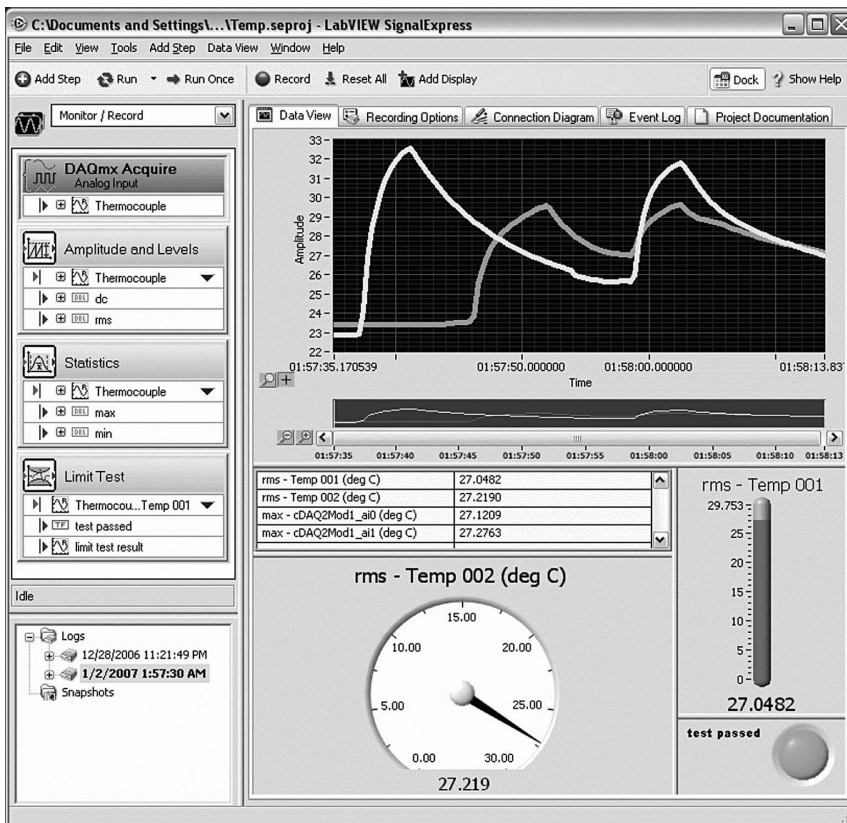 C:\Documents and Settings\...\Temp.seproj - LabVIEW SignalExpress
File Edit View Tools Add Step Data View Window Help
Add Step Run Run Once Record Reset All Add Display Dock Show Help
Monitor / Record
DAQmx Acquire
Analog Input
Thermocouple
Amplitude and Levels
Thermocouple
DBL dc
DBL rms
Statistics
Thermocouple
DBL max
DBL min
Limit Test
Thermocou...Temp 001
TF test passed
limit test result
Idle
Logs
12/28/2006 11:21:49 PM
1/2/2007 1:57:30 AM
Snapshots
Data View Recording Options Connection Diagram Event Log Project Documentation
33
32
31
30
29
28
27
26
25
24
23
22
Amplitude
01:57:35.170539 01:57:50.000000 01:58:00.000000 01:58:13.837
Time
01:57:35 01:57:40 01:57:45 01:57:50 01:57:55 01:58:00 01:58:05 01:58:10 01:58:13
rms - Temp 001 (deg C) 27.0482
rms - Temp 002 (deg C) 27.2190
max - cDAQ2Mod1_ai0 (deg C) 27.1209
max - cDAQ2Mod1_ai1 (deg C) 27.2763
rms - Temp 002 (deg C)
15.00
10.00 20.00
5.00 25.00
0.00 30.00
27.219
rms - Temp 001
29.753
25
20
15
10
5
0
27.0482
test passed